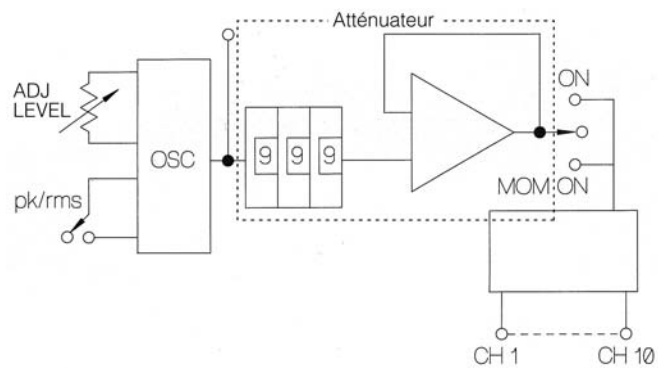 Atténuateur
ADJ
LEVEL
OSC
9 9 9
ON
pk/rms
MOM ON
CH 1
CH 10